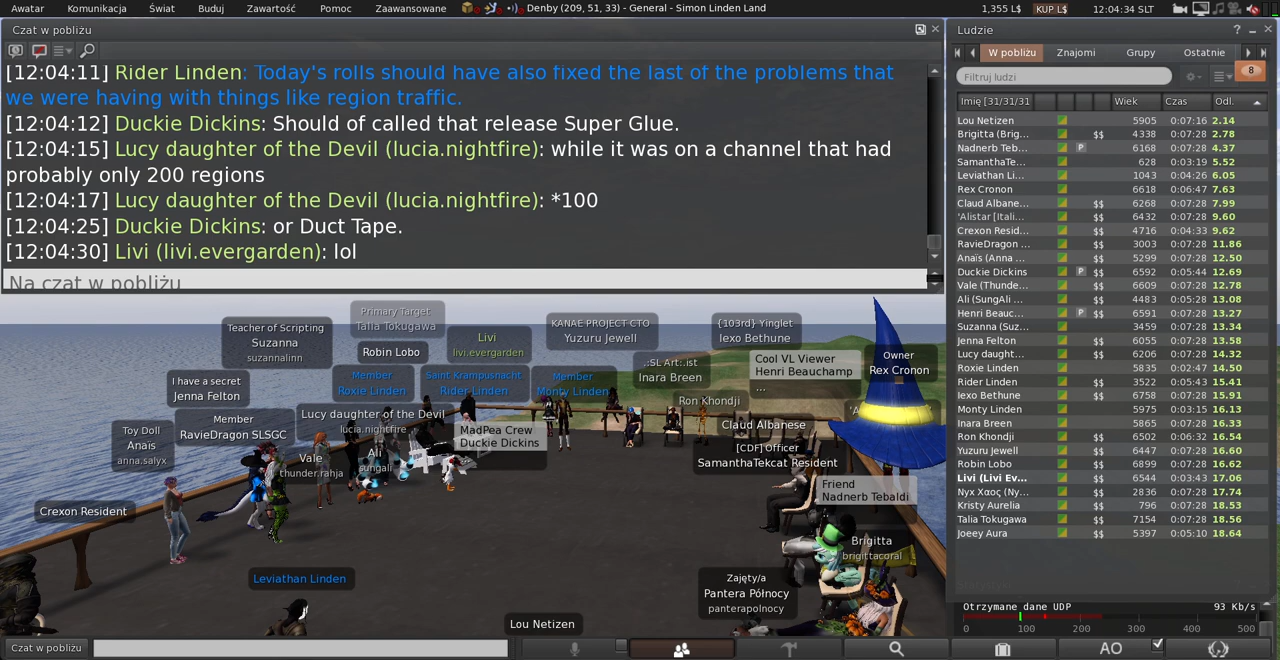 Awatar Komunikacja Świat Buduj Zawartość Pomoc Zaawansowane Denby (209, 51, 33) - General - Simon Linden Land 1,355 L$ KUP L$ 12:04:34 SLT
Czat w pobliżu
[12:04:11] Rider Linden: Today's rolls should have also fixed the last of the problems that
we were having with things like region traffic.
[12:04:12] Duckie Dickins: Should of called that release Super Glue.
[12:04:15] Lucy daughter of the Devil (lucia.nightfire): while it was on a channel that had
probably only 200 regions
[12:04:17] Lucy daughter of the Devil (lucia.nightfire): *100
[12:04:25] Duckie Dickins: or Duct Tape.
[12:04:30] Livi (livi.evergarden): lol
Na czat w pobliżu
Teacher of Scripting
Suzanna
suzannalinn
Primary Target
Talia Tokugawa
Robin Lobo
Livi
livi.evergarden
KANAE PROJECT CTO
Yuzuru Jewell
{103rd} Yinglet
Iexo Bethune
.:SL Art:.ist
Inara Breen
Cool VL Viewer
Henri Beauchamp
...
Owner
Rex Cronon
I have a secret
Jenna Felton
Member
Roxie Linden
Saint Krampusnacht
Rider Linden
Member
Monty Linden
Ron Khondji
Member
RavieDragon SLSGC
Lucy daughter of the Devil
lucia.nightfire
MadPea Crew
Duckie Dickins
Claud Albanese
Toy Doll
Anaïs
anna.salyx
Vale
thunder.rahja
Ali
sungali
[CDF] Officer
SamanthaTekcat Resident
Friend
Nadnerb Tebaldi
Crexon Resident
Brigitta
brigittacoral
Leviathan Linden
Zajęty/a
Pantera Północy
panterapolnocy
Lou Netizen
Czat w pobliżu
Ludzie
W pobliżu Znajomi Grupy Ostatnie
8
Filtruj ludzi
Imię [31/31/31 Wiek Czas Odl.
Lou Netizen 5905 0:07:16 2.14
Brigitta (Brig... $$ 4338 0:07:28 2.78
Nadnerb Teb... P 6168 0:07:28 4.37
SamanthaTe... 628 0:03:19 5.52
Leviathan Li... 1043 0:04:26 6.05
Rex Cronon 6618 0:06:47 7.63
Claud Albane... $$ 6268 0:07:28 7.99
'Alistar [Itali... $$ 6432 0:07:28 9.60
Crexon Resid... $$ 4716 0:04:33 9.62
RavieDragon ... $$ 3003 0:07:28 11.86
Anaïs (Anna ... $$ 5299 0:07:28 12.50
Duckie Dickins P $$ 6592 0:05:44 12.69
Vale (Thunde... $$ 6609 0:07:28 12.78
Ali (SungAli ... $$ 4483 0:05:28 13.08
Henri Beauc... P $$ 6591 0:07:28 13.27
Suzanna (Suz... 3459 0:07:28 13.34
Jenna Felton $$ 6055 0:07:28 13.58
Lucy daught... $$ 6206 0:07:28 14.32
Roxie Linden 5835 0:02:47 14.50
Rider Linden $$ 3522 0:05:43 15.41
Iexo Bethune $$ 6758 0:07:28 15.91
Monty Linden 5975 0:03:15 16.13
Inara Breen 5865 0:07:28 16.33
Ron Khondji $$ 6502 0:06:32 16.54
Yuzuru Jewell $$ 6447 0:07:28 16.60
Robin Lobo $$ 6899 0:07:28 16.62
Livi (Livi Ev... $$ 6544 0:03:43 17.06
Nyx Χαος (Ny... $$ 2836 0:07:28 17.74
Kristy Aurelia $$ 796 0:07:28 18.53
Talia Tokugawa $$ 7154 0:07:28 18.56
Joeey Aura $$ 5397 0:05:10 18.64
Otrzymane dane UDP 93 Kb/s
0 100 200 300 400 500
AO